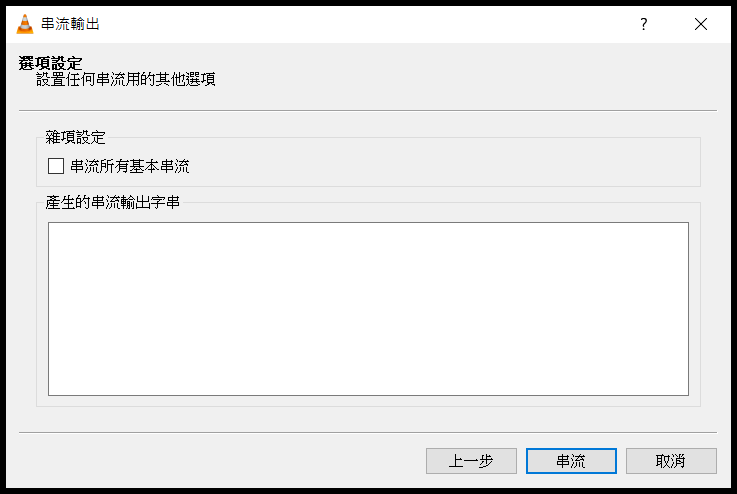 串流輸出
選項設定
設置任何串流用的其他選項
雜項設定
串流所有基本串流
產生的串流輸出字串
上一步
串流
取消